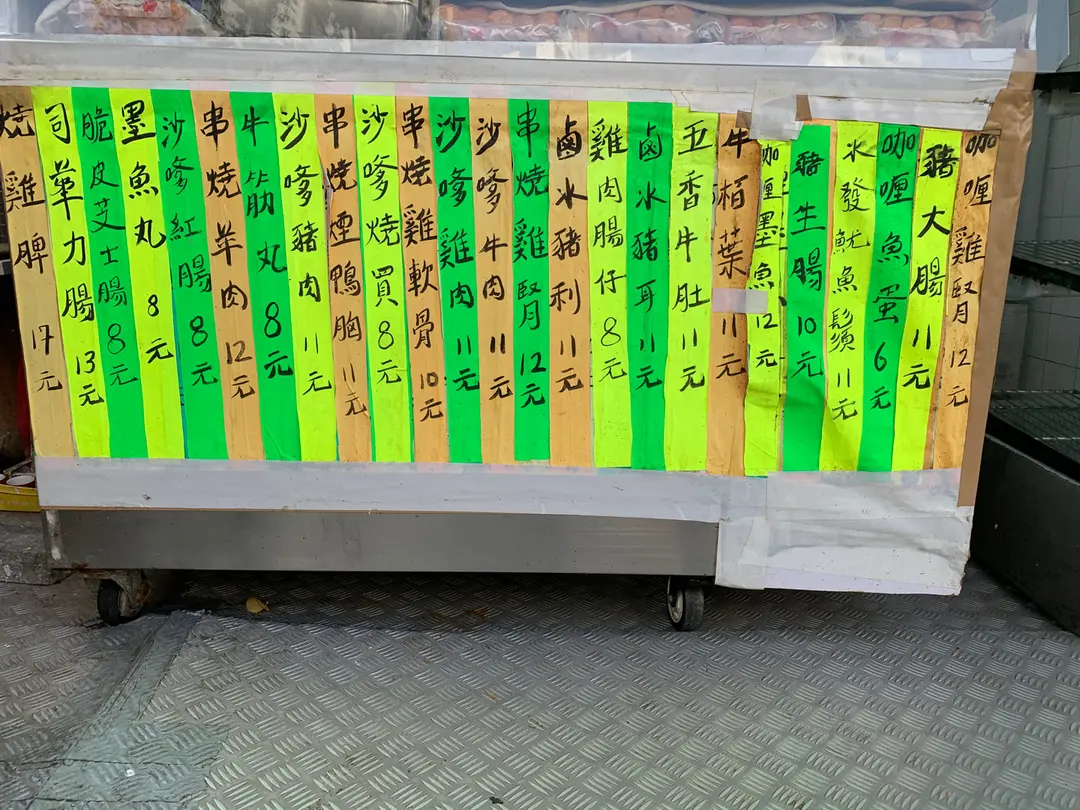 咖喱雞腎12元
豬大腸11元
咖喱魚蛋6元
水發魷魚鬚11元
豬生腸10元
咖喱墨魚12元
牛栢葉11元
五香牛肚11元
鹵水豬耳11元
雞肉腸仔8元
鹵水豬利11元
串燒雞腎12元
沙嗲牛肉11元
沙嗲雞肉11元
串燒雞軟骨10元
沙嗲燒買8元
串燒煙鴨胸11元
沙嗲豬肉11元
牛筋丸8元
串燒羊肉12元
沙嗲紅腸8元
墨魚丸8元
脆皮芝士腸8元
司華力腸13元
燒雞脾17元